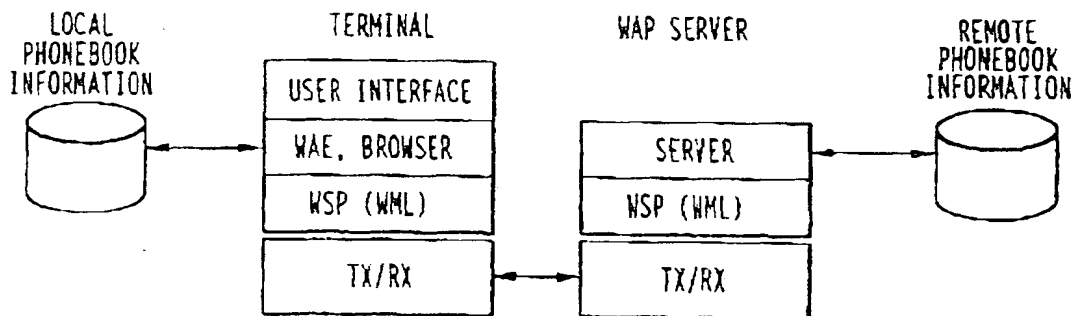 LOCAL
PHONEBOOK
INFORMATION
TERMINAL
USER INTERFACE
WAE, BROWSER
WSP (WML)
TX/RX
WAP SERVER
SERVER
WSP (WML)
TX/RX
REMOTE
PHONEBOOK
INFORMATION